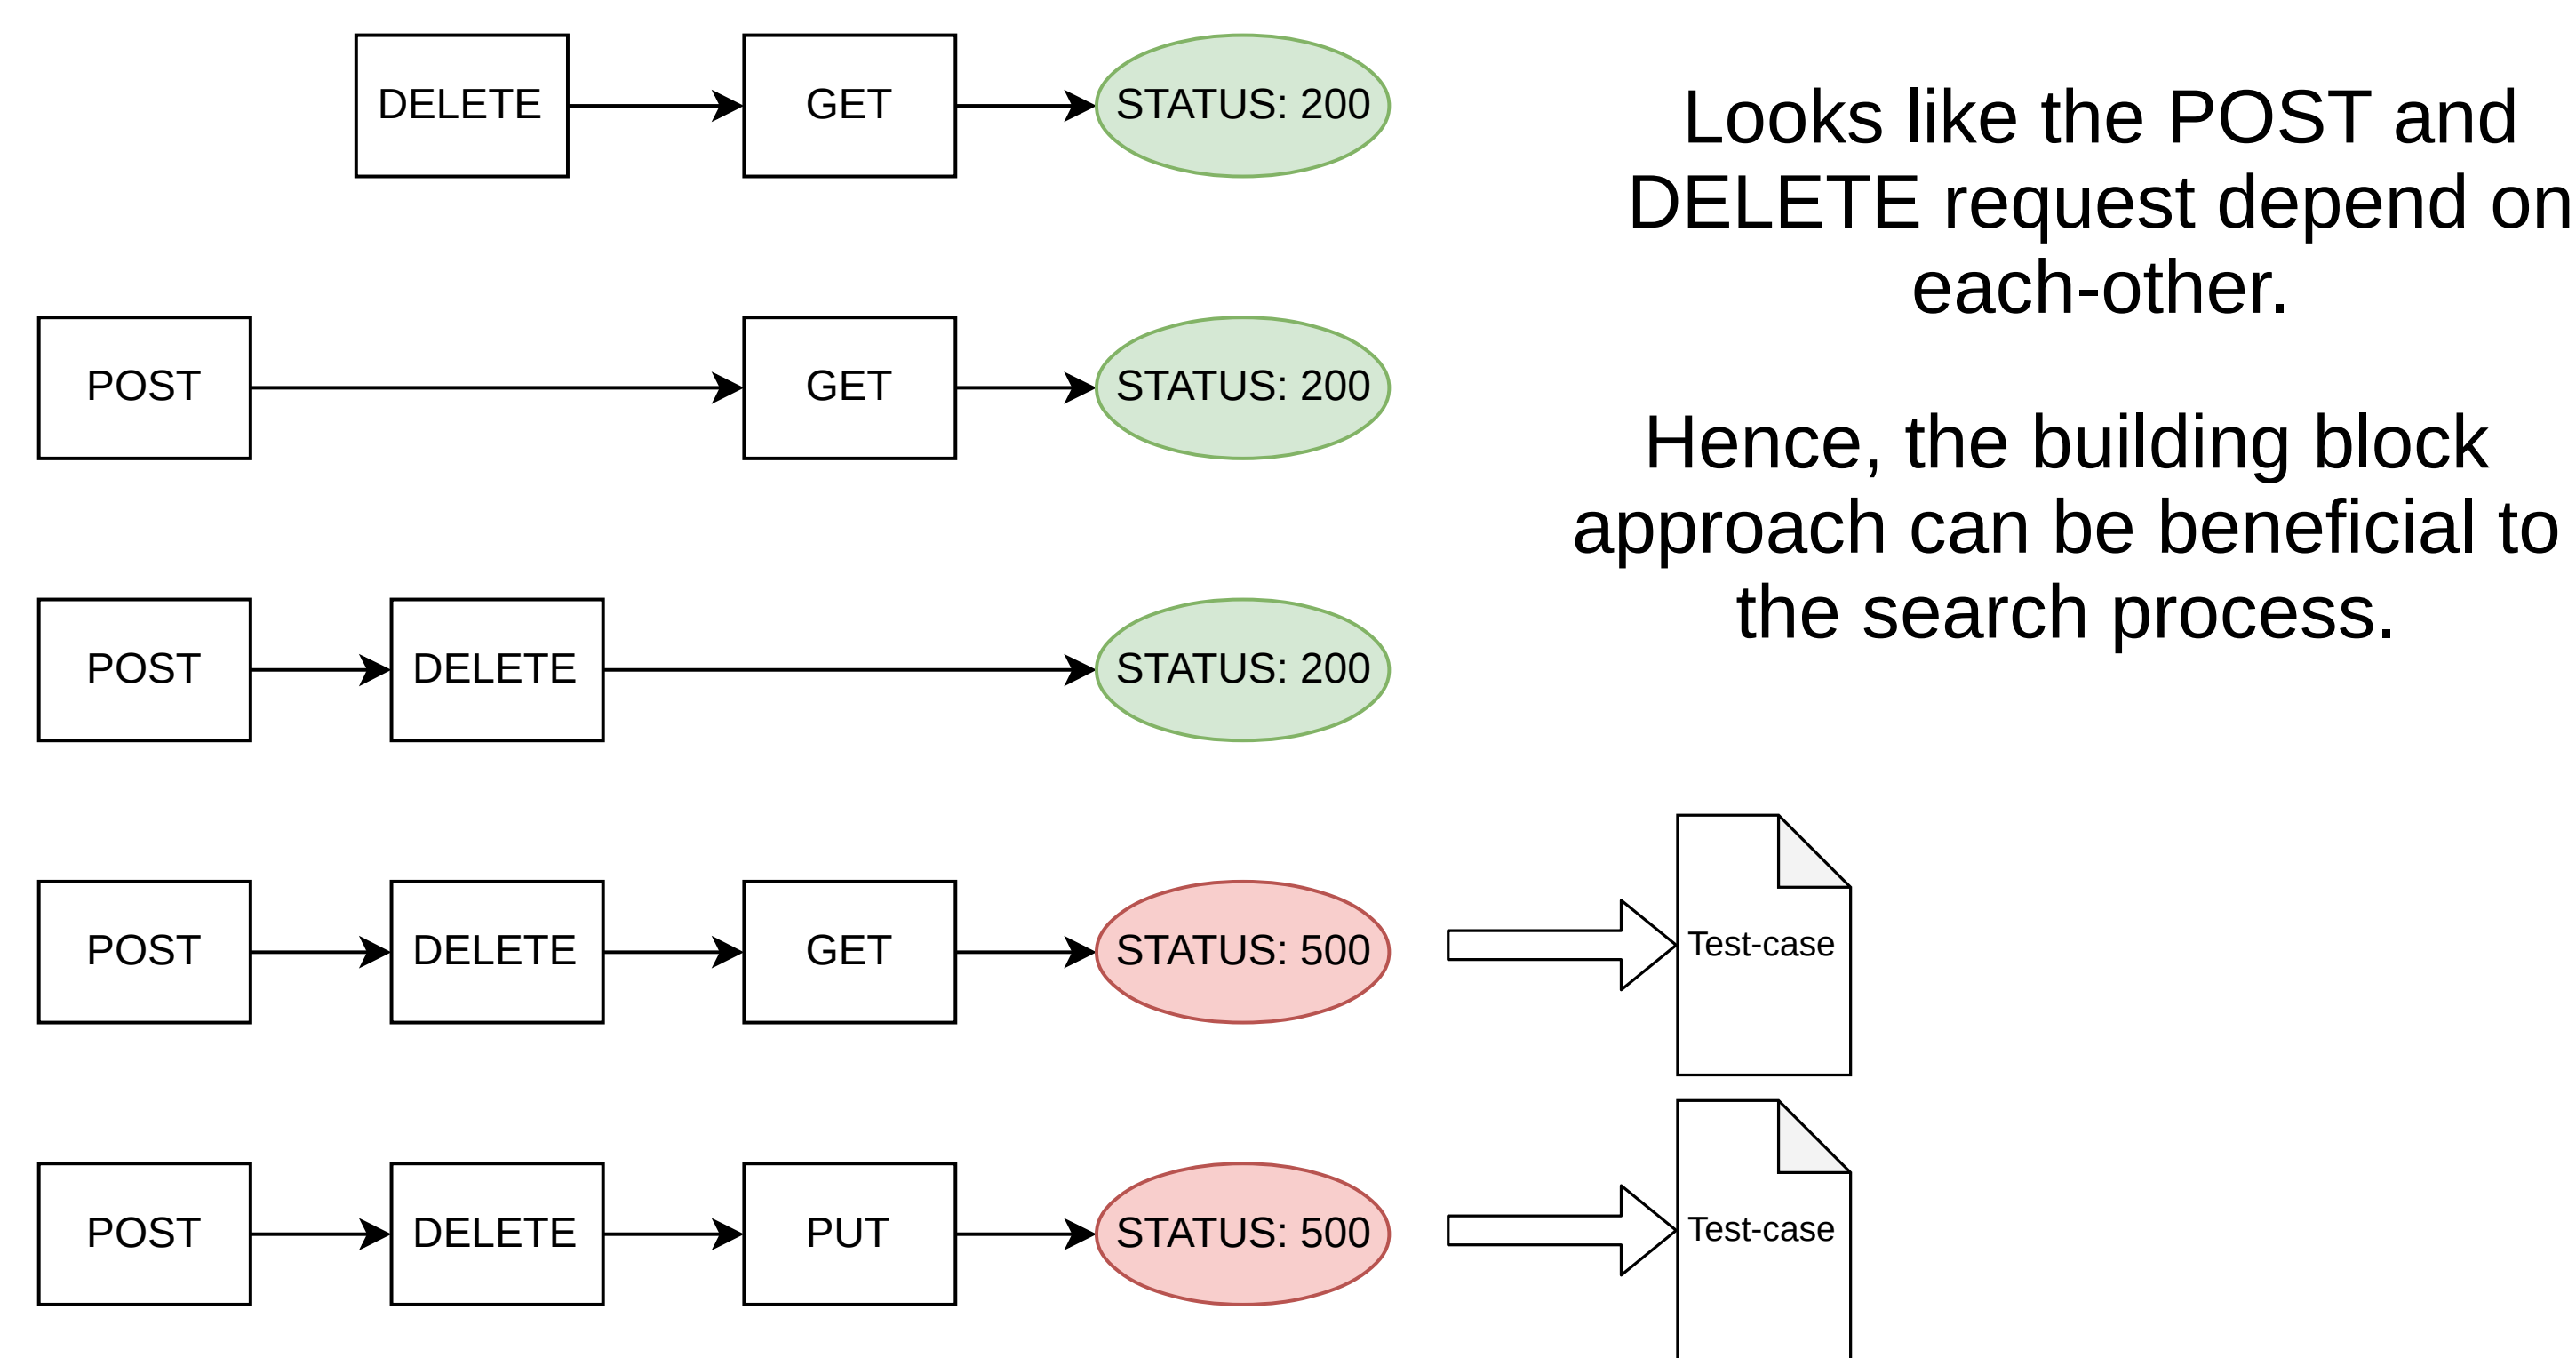 DELETE
GET
STATUS: 200
Looks like the POST and
DELETE request depend on
each-other.
POST
GET
STATUS: 200
Hence, the building block
approach can be beneficial to
the search process.
POST
DELETE
STATUS: 200
POST
DELETE
GET
STATUS: 500
Test-case
POST
DELETE
PUT
STATUS: 500
Test-case